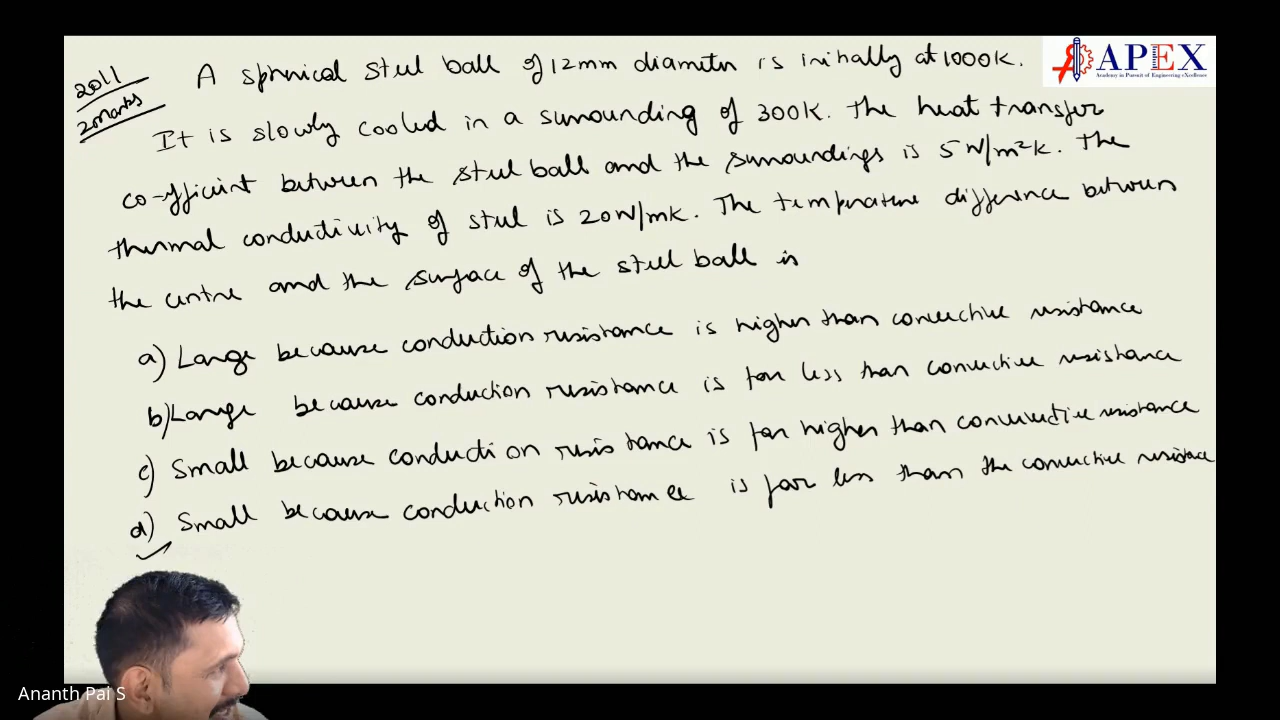 2011
2marks
A spherical steel ball of 12mm diameter is initally at 1000K.
APEX
Academy in Pursuit of Engineering eXcellence
It is slowly cooled in a surrounding of 300K. The heat transfer
co-efficient between the steel ball and the surroundings is 5W/m²K. The
thermal conductivity of steel is 20W/mK. The temperature difference between
the centre and the surface of the steel ball is
a) Large because conduction resistance is higher than convective resistance
b) Large because conduction resistance is far less than convective resistance
c) Small because conduction resistance is far higher than convective resistance
d) Small because conduction resistance is far less than the convective resistance
Ananth Pai S